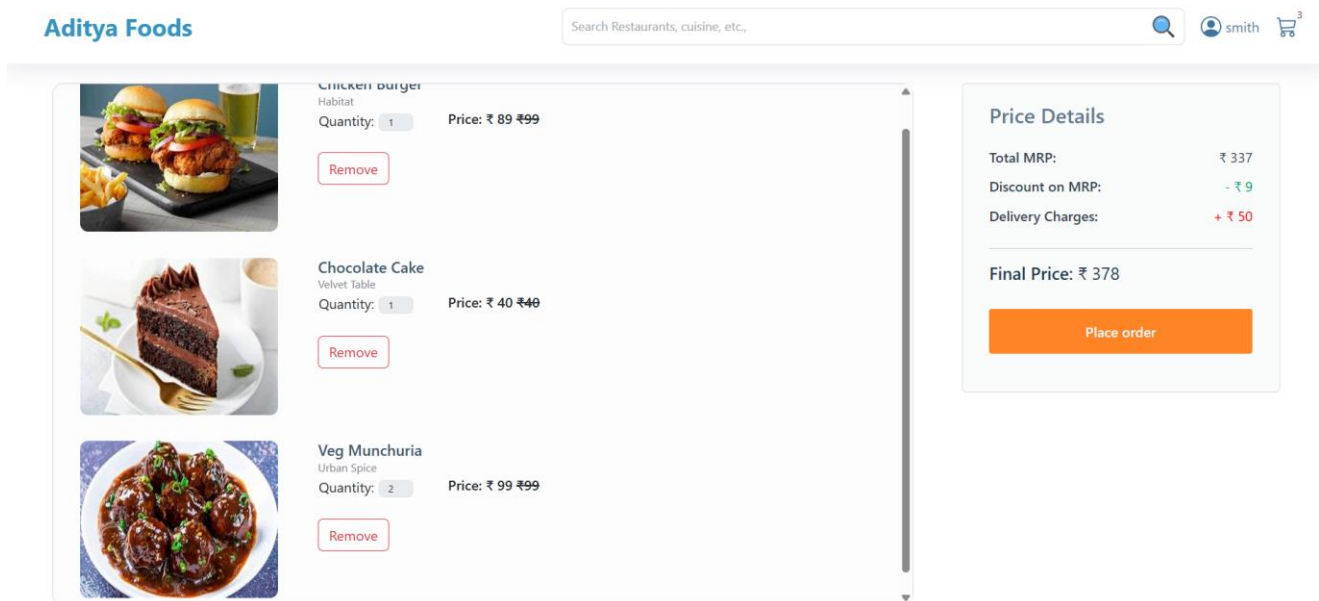 Aditya Foods
Search Restaurants, cuisine, etc.,
smith
3
Chicken Burger
Habitat
Quantity: 1 Price: ₹ 89 ₹99
Remove
Chocolate Cake
Velvet Table
Quantity: 1 Price: ₹ 40 ₹40
Remove
Veg Munchuria
Urban Spice
Quantity: 2 Price: ₹ 99 ₹99
Remove
Price Details
Total MRP: ₹ 337
Discount on MRP: - ₹ 9
Delivery Charges: + ₹ 50
Final Price: ₹ 378
Place order